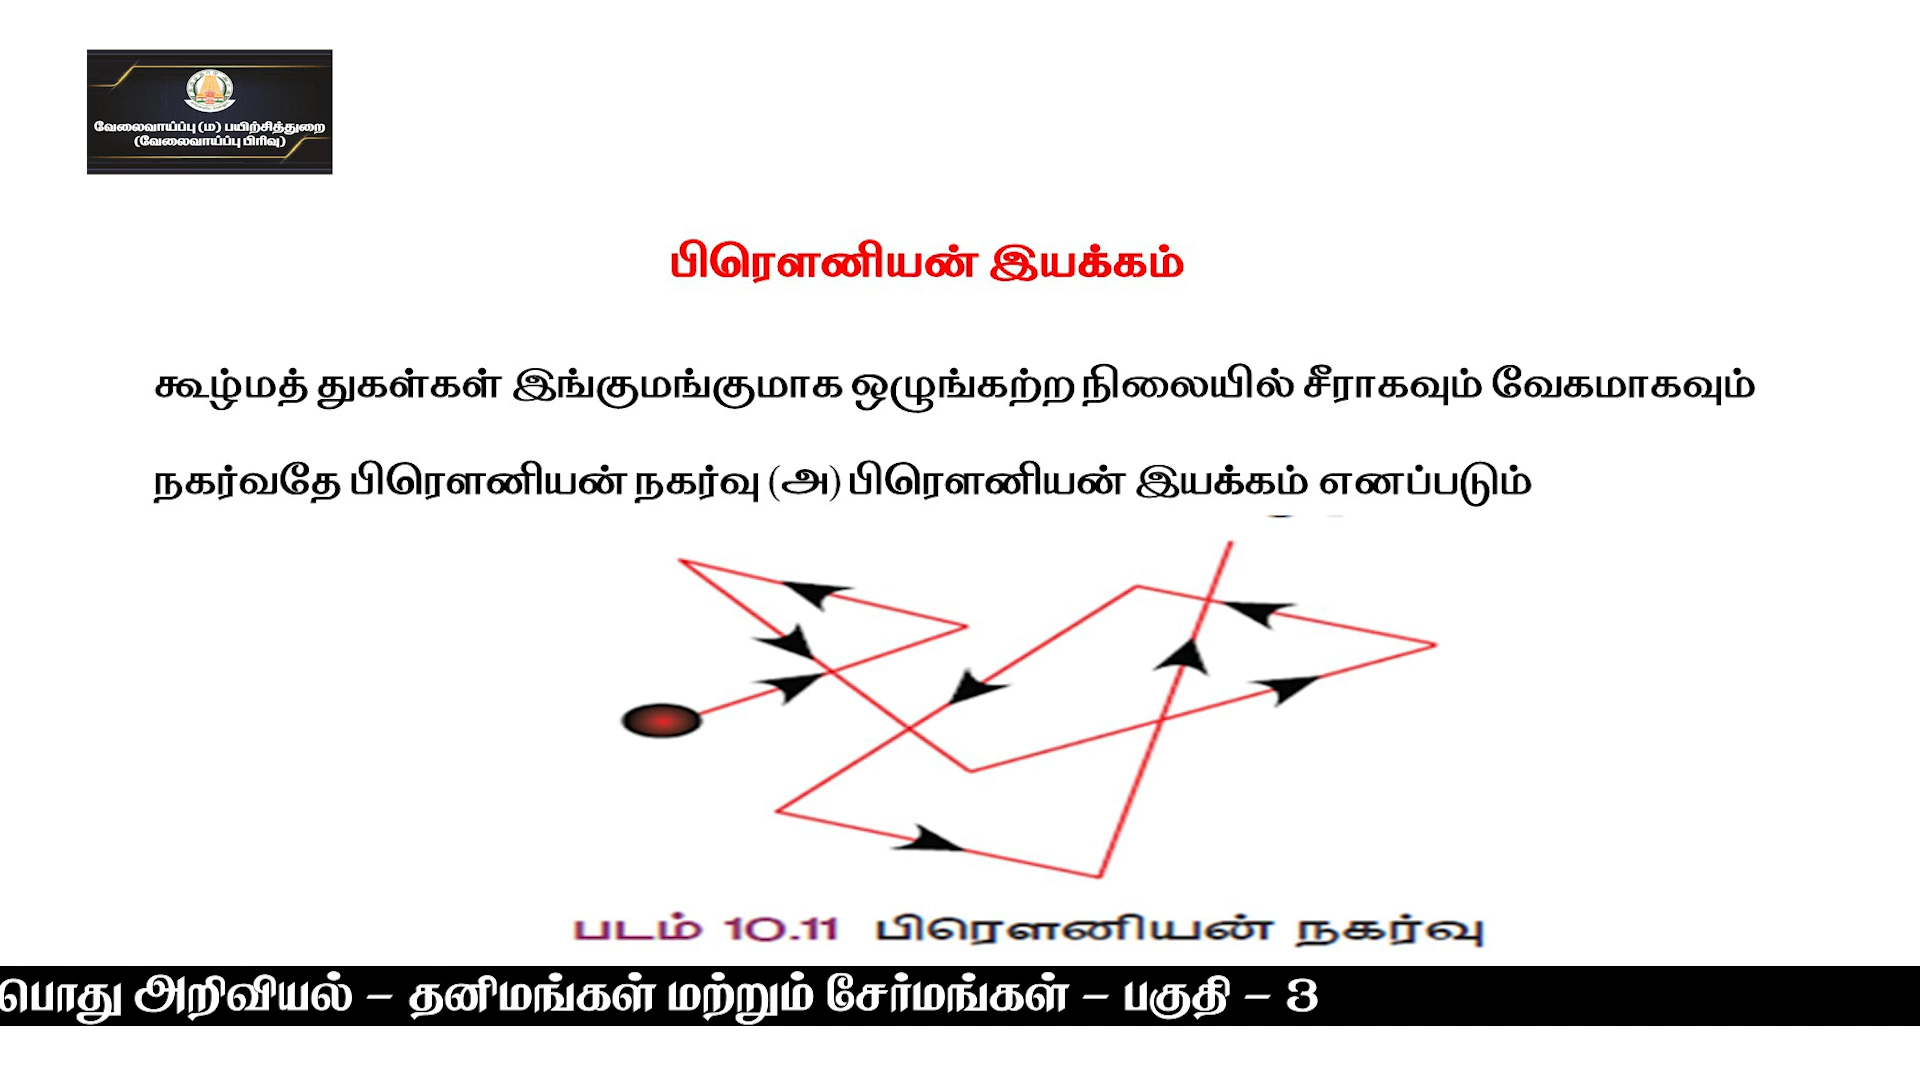 வேலைவாய்ப்பு (ம) பயிற்சித்துறை
(வேலைவாய்ப்பு பிரிவு)
பிரௌனியன் இயக்கம்
கூழ்மத் துகள்கள் இங்குமங்குமாக ஒழுங்கற்ற நிலையில் சீராகவும் வேகமாகவும்
நகர்வதே பிரௌனியன் நகர்வு (அ) பிரௌனியன் இயக்கம் எனப்படும்
படம் 10.11 பிரௌனியன் நகர்வு
பொது அறிவியல் – தனிமங்கள் மற்றும் சேர்மங்கள் – பகுதி – 3